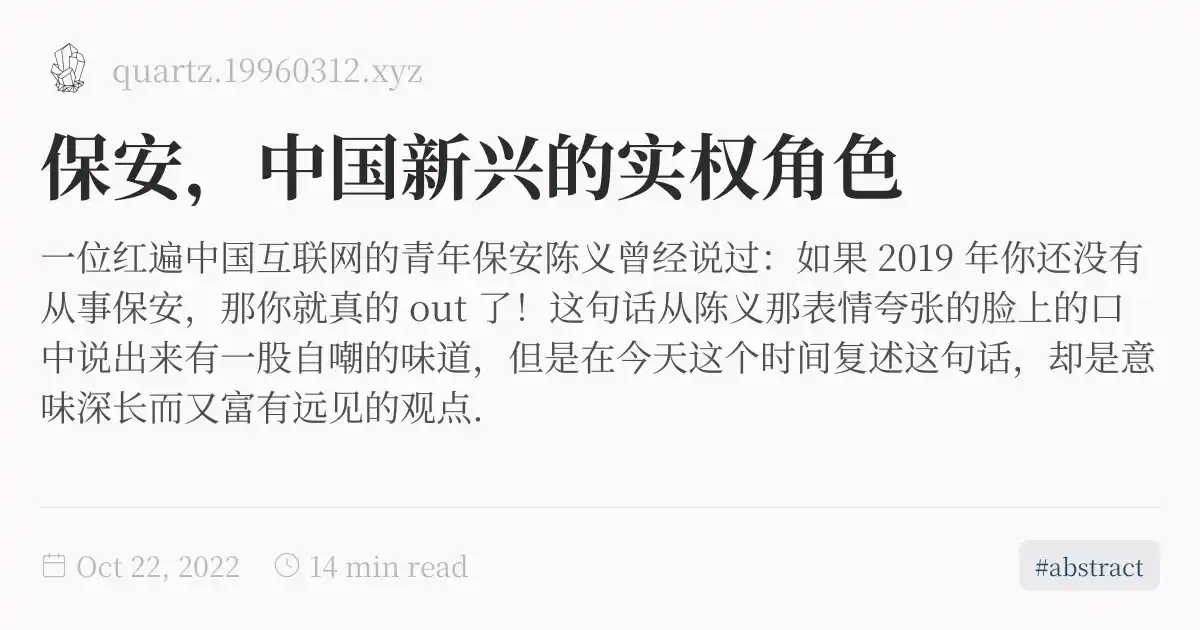 quartz.19960312.xyz
保安，中国新兴的实权角色
一位红遍中国互联网的青年保安陈义曾经说过：如果 2019 年你还没有
从事保安，那你就真的 out 了！这句话从陈义那表情夸张的脸上的口
中说出来有一股自嘲的味道，但是在今天这个时间复述这句话，却是意
味深长而又富有远见的观点.
Oct 22, 2022 14 min read
#abstract